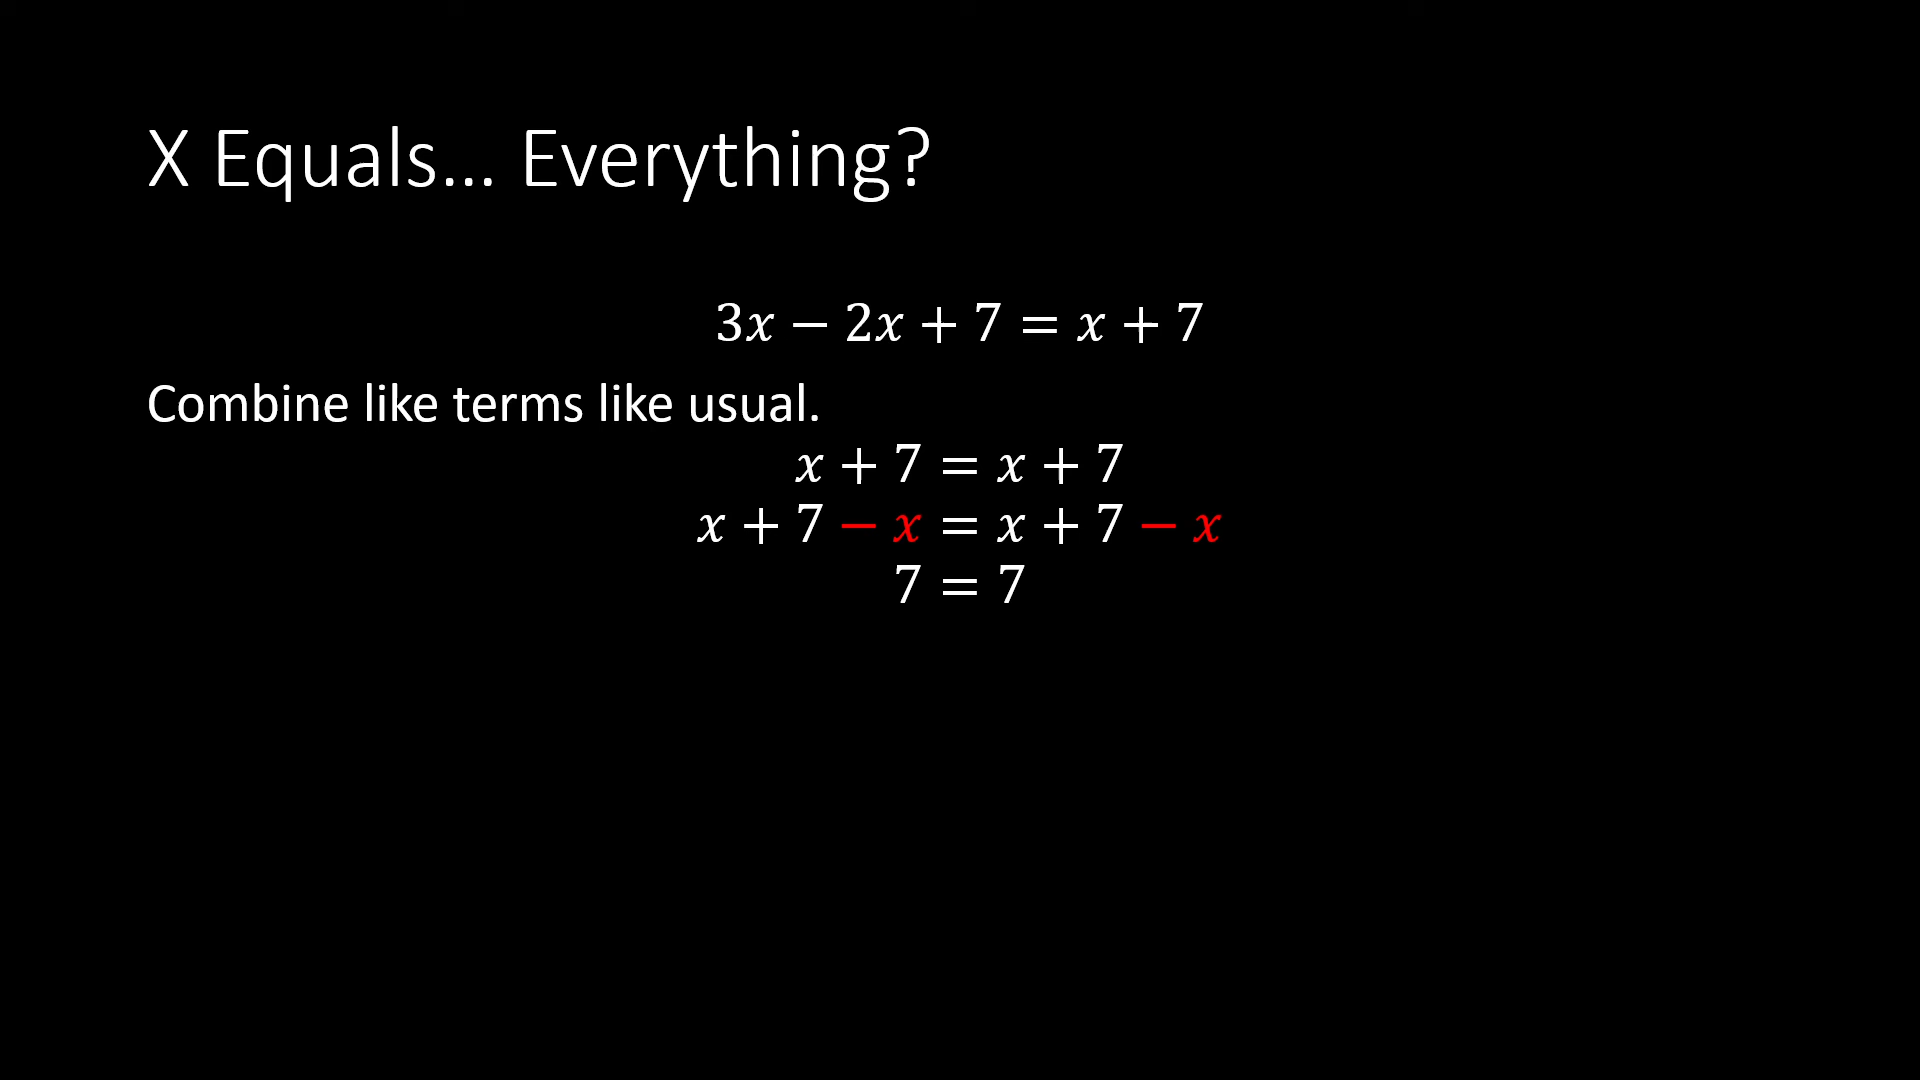 X Equals... Everything?
3x − 2x + 7 = x + 7
Combine like terms like usual.
x + 7 = x + 7
x + 7 − x = x + 7 − x
7 = 7